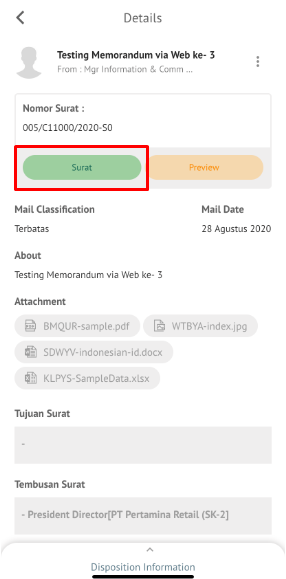 Details
Testing Memorandum via Web ke- 3
From : Mgr Information & Comm ...
Nomor Surat :
005/C11000/2020-S0
Surat
Preview
Mail Classification
Mail Date
Terbatas
28 Agustus 2020
About
Testing Memorandum via Web ke- 3
Attachment
BMQUR-sample.pdf
WTBYA-index.jpg
SDWYV-indonesian-id.docx
KLPYS-SampleData.xlsx
Tujuan Surat
-
Tembusan Surat
- President Director[PT Pertamina Retail (SK-2]
Disposition Information